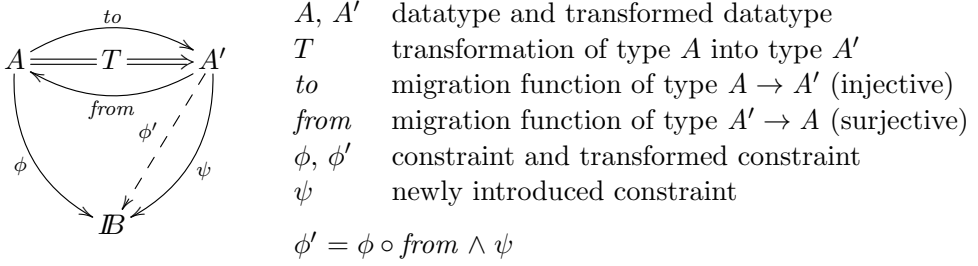 to
A T A′
from
φ′
φ ψ
𝔹
A, A′ datatype and transformed datatype
T transformation of type A into type A′
to migration function of type A → A′ (injective)
from migration function of type A′ → A (surjective)
φ, φ′ constraint and transformed constraint
ψ newly introduced constraint
φ′ = φ ∘ from ∧ ψ